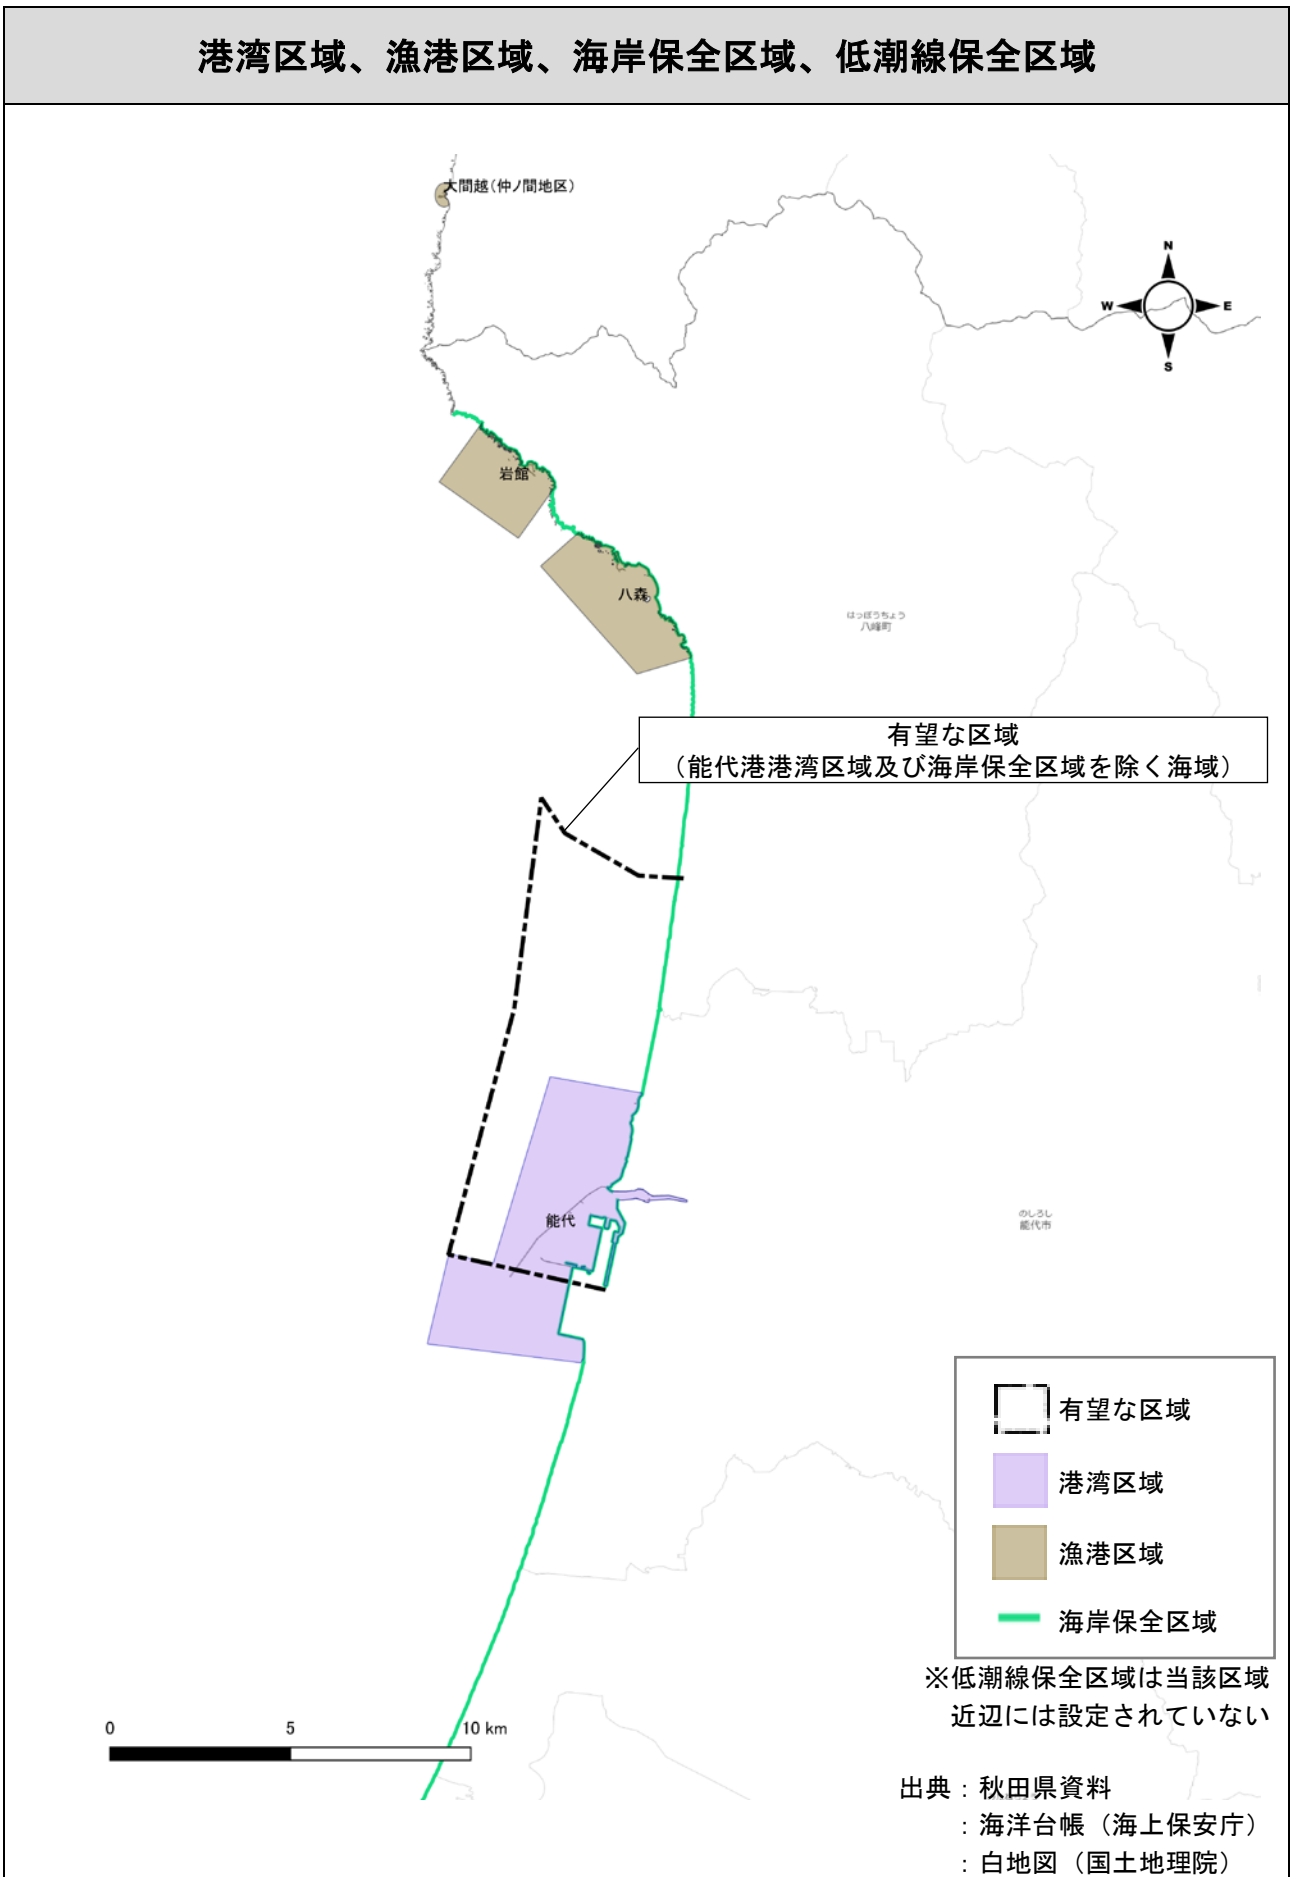 港湾区域、漁港区域、海岸保全区域、低潮線保全区域
大間越(仲ノ間地区)
N
W
E
S
岩館
八森
はっぽうちょう
八峰町
有望な区域
（能代港港湾区域及び海岸保全区域を除く海域）
能代
のしろし
能代市
有望な区域
港湾区域
漁港区域
海岸保全区域
※低潮線保全区域は当該区域
近辺には設定されていない
0 5 10 km
出典：秋田県資料
：海洋台帳（海上保安庁）
：白地図（国土地理院）